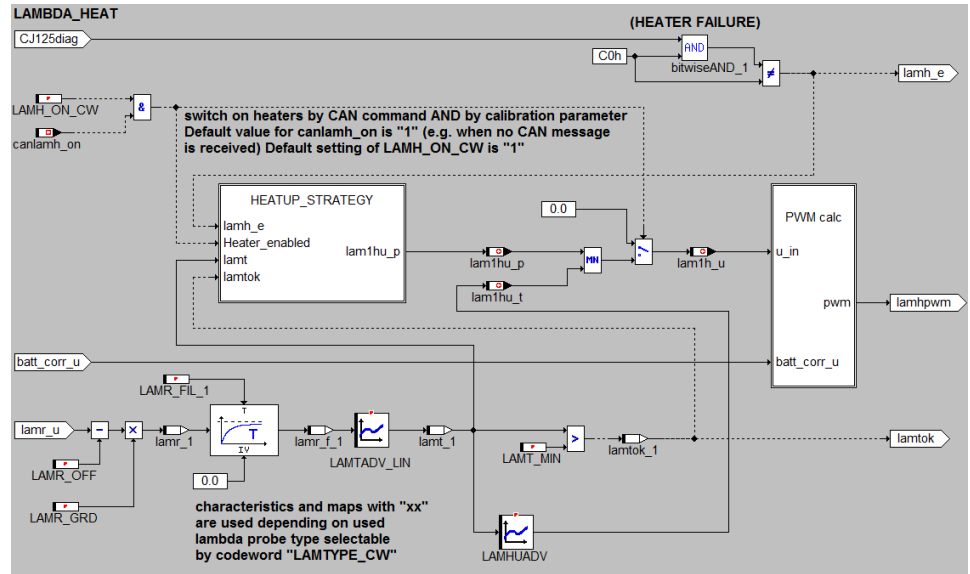 LAMBDA_HEAT
(HEATER FAILURE)
CJ125diag
AND
C0h
bitwiseAND_1
≠
lamh_e
LAMH_ON_CW
&
canlamh_on
switch on heaters by CAN command AND by calibration parameter
Default value for canlamh_on is "1" (e.g. when no CAN message
is received) Default setting of LAMH_ON_CW is "1"
HEATUP_STRATEGY
lamh_e
Heater_enabled
lamt
lamtok
lam1hu_p
lam1hu_p
lam1hu_t
0.0
MN
lam1h_u
PWM calc
u_in
pwm
batt_corr_u
lamhpwm
batt_corr_u
LAMR_FIL_1
lamr_u
−
×
lamr_1
T
T
IV
lamr_f_1
LAMTADV_LIN
lamt_1
LAMT_MIN
>
lamtok_1
lamtok
LAMR_OFF
LAMR_GRD
0.0
characteristics and maps with "xx"
are used depending on used
lambda probe type selectable
by codeword "LAMTYPE_CW"
LAMHUADV